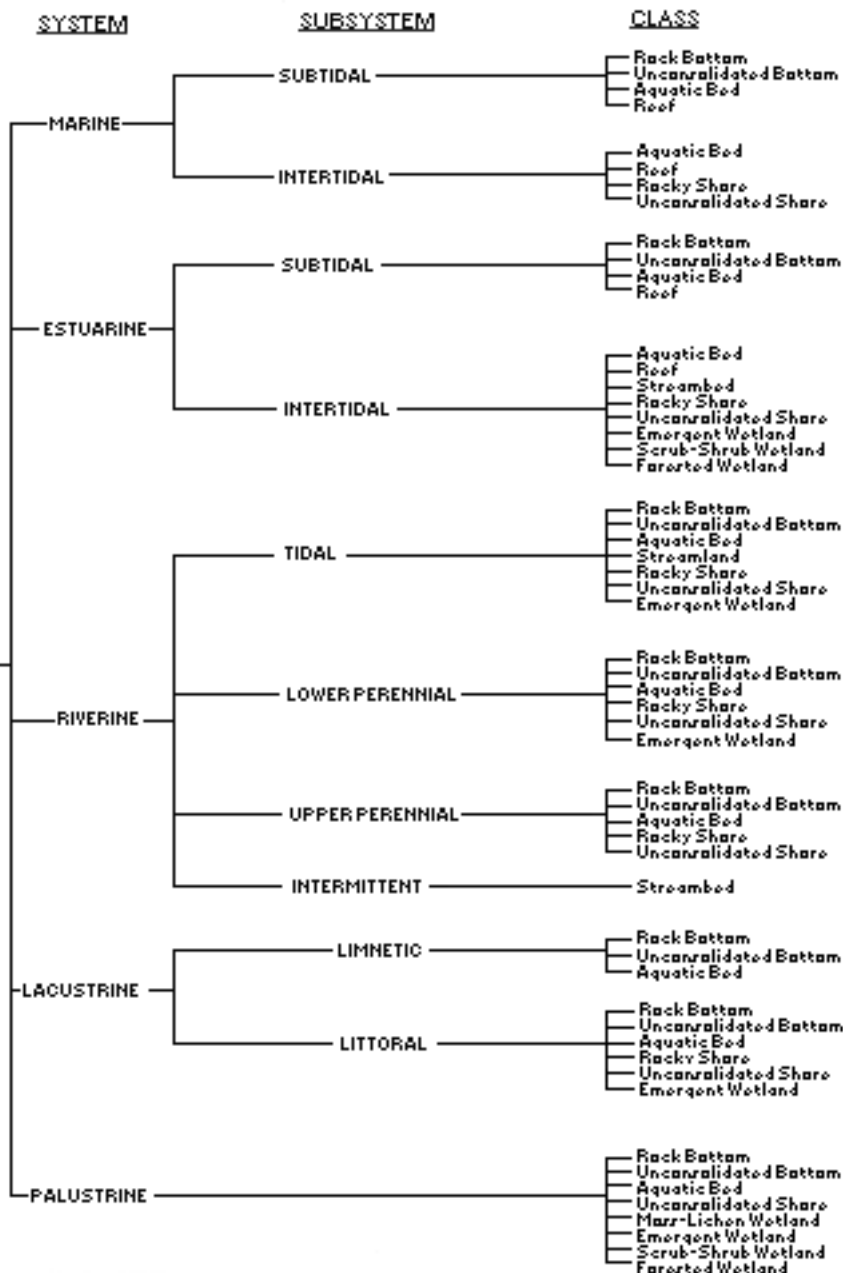 SYSTEM SUBSYSTEM CLASS
MARINE
SUBTIDAL
Rock Bottom
Unconsolidated Bottom
Aquatic Bed
Reef
INTERTIDAL
Aquatic Bed
Reef
Rocky Shore
Unconsolidated Shore
ESTUARINE
SUBTIDAL
Rock Bottom
Unconsolidated Bottom
Aquatic Bed
Reef
INTERTIDAL
Aquatic Bed
Reef
Streambed
Rocky Shore
Unconsolidated Shore
Emergent Wetland
Scrub-Shrub Wetland
Forested Wetland
RIVERINE
TIDAL
Rock Bottom
Unconsolidated Bottom
Aquatic Bed
Streamland
Rocky Shore
Unconsolidated Shore
Emergent Wetland
LOWER PERENNIAL
Rock Bottom
Unconsolidated Bottom
Aquatic Bed
Rocky Shore
Unconsolidated Shore
Emergent Wetland
UPPER PERENNIAL
Rock Bottom
Unconsolidated Bottom
Aquatic Bed
Rocky Shore
Unconsolidated Shore
INTERMITTENT
Streambed
LACUSTRINE
LIMNETIC
Rock Bottom
Unconsolidated Bottom
Aquatic Bed
LITTORAL
Rock Bottom
Unconsolidated Bottom
Aquatic Bed
Rocky Shore
Unconsolidated Shore
Emergent Wetland
PALUSTRINE
Rock Bottom
Unconsolidated Bottom
Aquatic Bed
Unconsolidated Shore
Moss-Lichen Wetland
Emergent Wetland
Scrub-Shrub Wetland
Forested Wetland